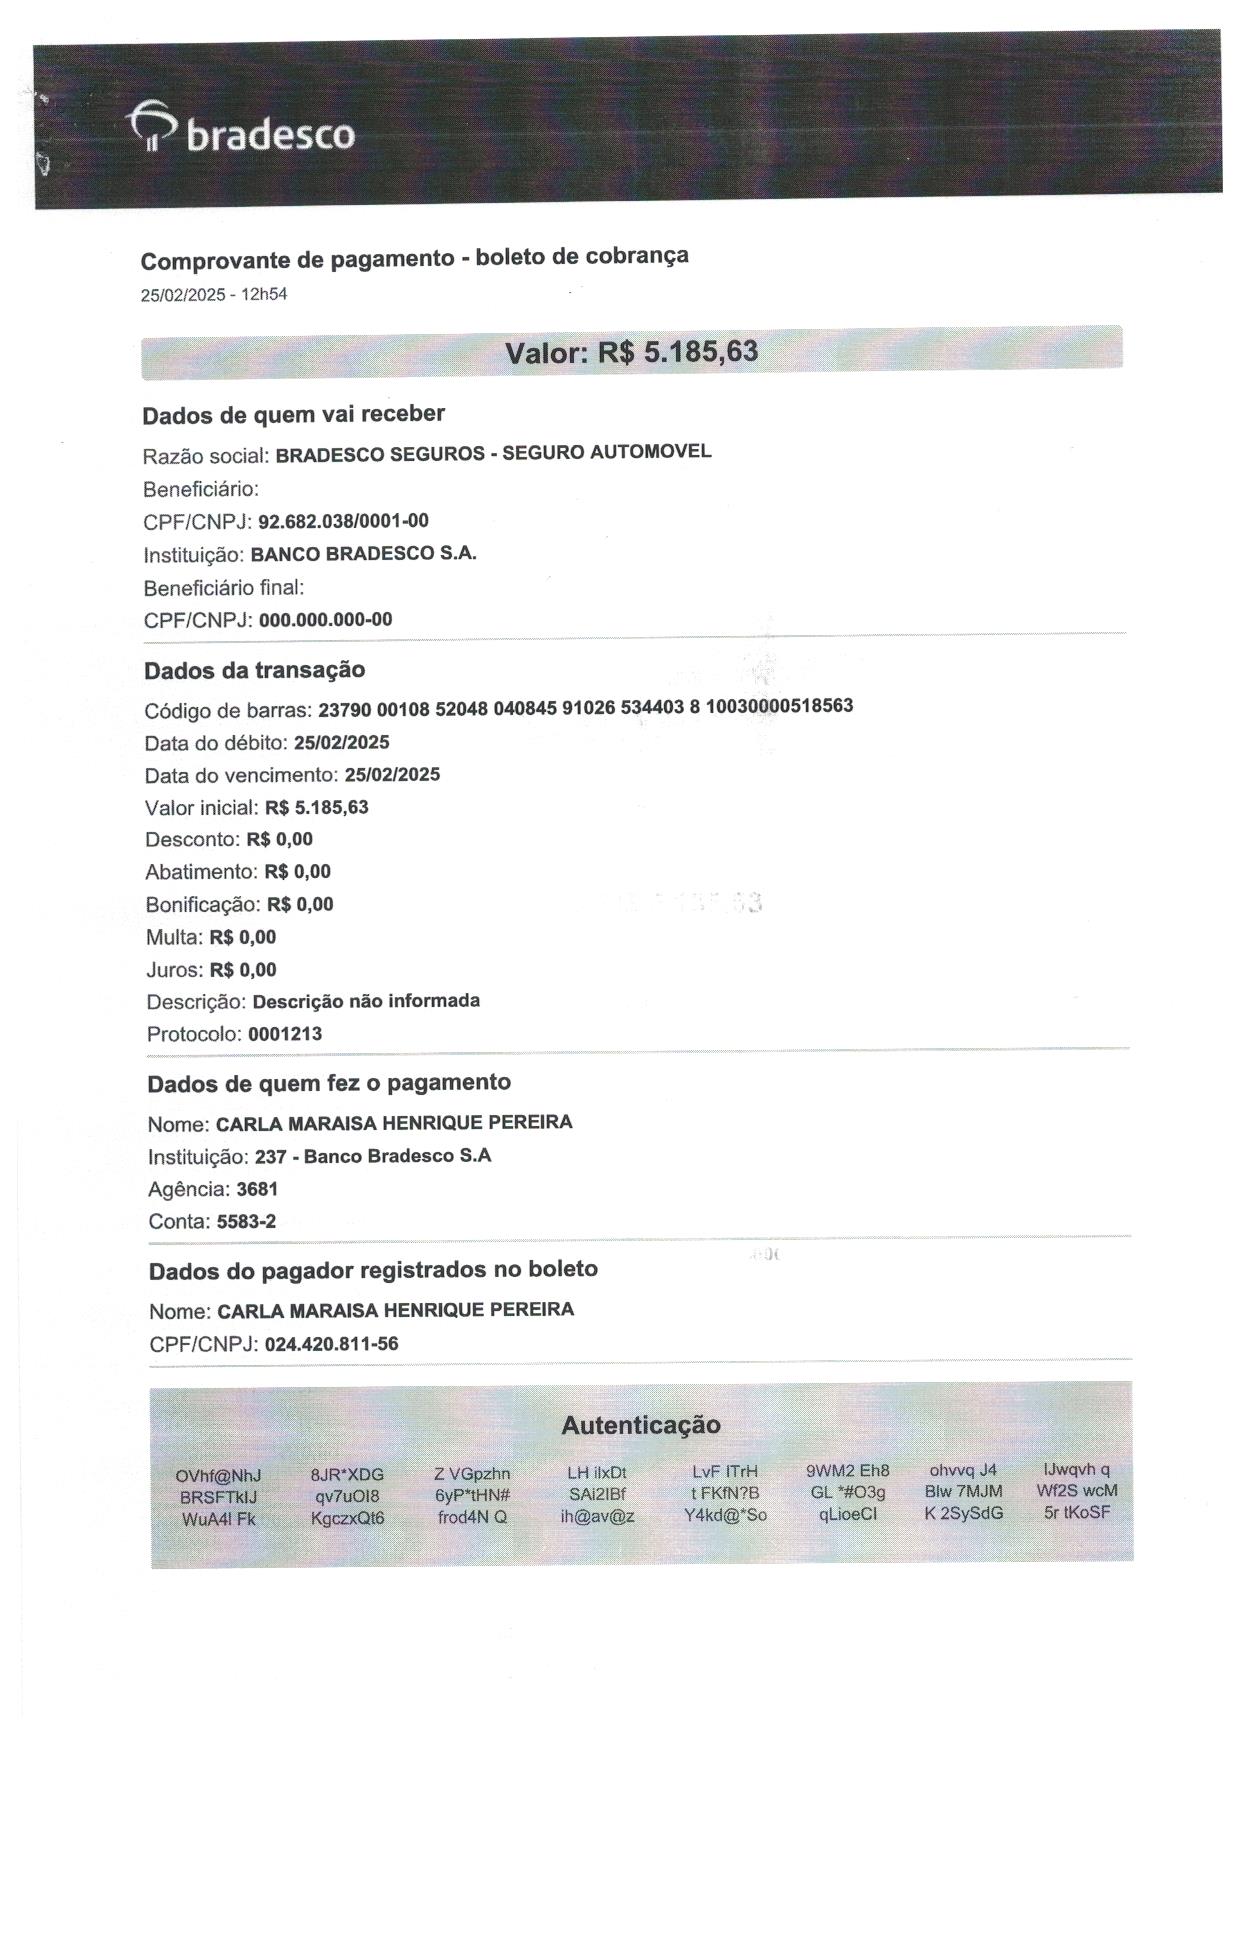 bradesco
Comprovante de pagamento - boleto de cobrança
25/02/2025 - 12h54
Valor: R$ 5.185,63
Dados de quem vai receber
Razão social: BRADESCO SEGUROS - SEGURO AUTOMOVEL
Beneficiário:
CPF/CNPJ: 92.682.038/0001-00
Instituição: BANCO BRADESCO S.A.
Beneficiário final:
CPF/CNPJ: 000.000.000-00
Dados da transação
Código de barras: 23790 00108 52048 040845 91026 534403 8 10030000518563
Data do débito: 25/02/2025
Data do vencimento: 25/02/2025
Valor inicial: R$ 5.185,63
Desconto: R$ 0,00
Abatimento: R$ 0,00
Bonificação: R$ 0,00
Multa: R$ 0,00
Juros: R$ 0,00
Descrição: Descrição não informada
Protocolo: 0001213
Dados de quem fez o pagamento
Nome: CARLA MARAISA HENRIQUE PEREIRA
Instituição: 237 - Banco Bradesco S.A
Agência: 3681
Conta: 5583-2
Dados do pagador registrados no boleto
Nome: CARLA MARAISA HENRIQUE PEREIRA
CPF/CNPJ: 024.420.811-56
Autenticação
OVhf@NhJ 8JR*XDG Z VGpzhn LH iIxDt LvF ITrH 9WM2 Eh8 ohvvq J4 IJwqvh q
BRSFTkIJ qv7uOI8 6yP*tHN# SAi2IBf t FKfN?B GL *#O3g Blw 7MJM Wf2S wcM
WuA4l Fk KgczxQt6 frod4N Q ih@av@z Y4kd@*So qLioeCl K 2SySdG 5r tKoSF